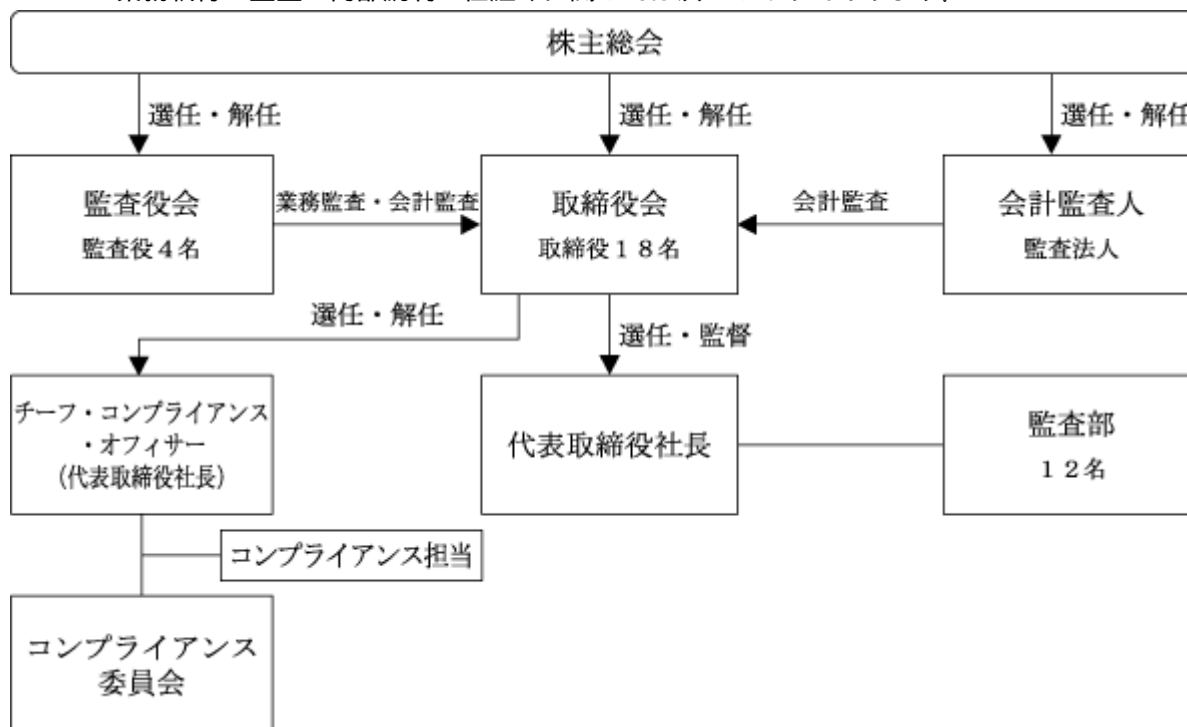 株主総会
選任・解任
選任・解任
選任・解任
監査役会
監査役4名
業務監査・会計監査
取締役会
取締役18名
会計監査
会計監査人
監査法人
選任・解任
選任・監督
チーフ・コンプライアンス
・オフィサー
(代表取締役社長)
代表取締役社長
監査部
12名
コンプライアンス担当
コンプライアンス
委員会